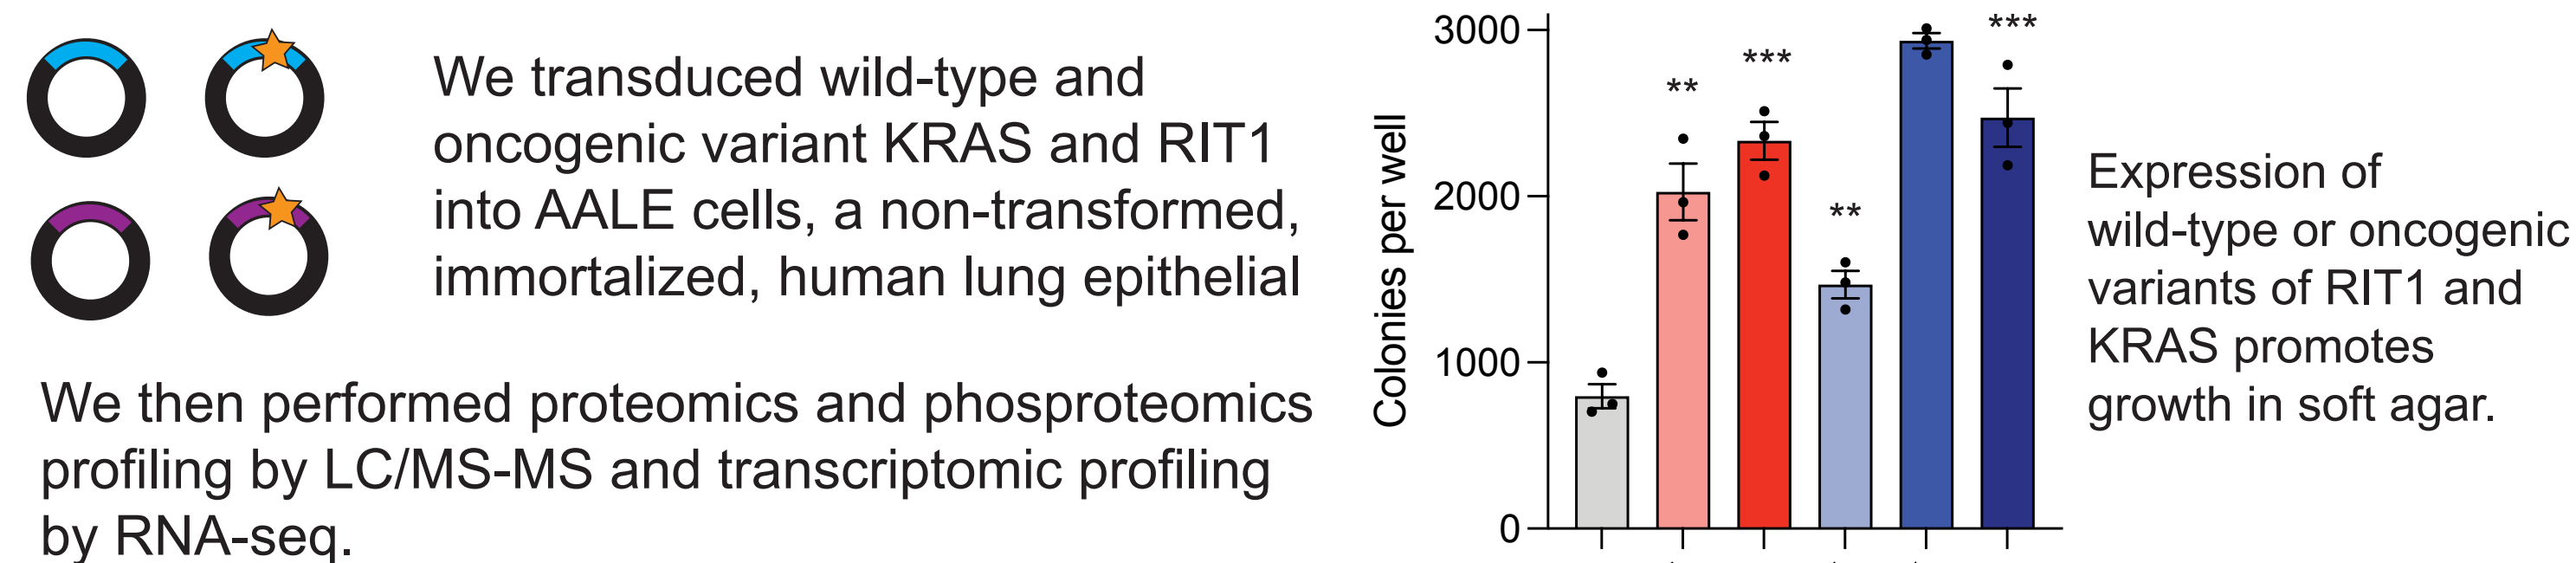 We transduced wild-type and
oncogenic variant KRAS and RIT1
into AALE cells, a non-transformed,
immortalized, human lung epithelial
We then performed proteomics and phosproteomics
profiling by LC/MS-MS and transcriptomic profiling
by RNA-seq.
Colonies per well
3000
2000
1000
0
**
***
**
***
Expression of
wild-type or oncogenic
variants of RIT1 and
KRAS promotes
growth in soft agar.